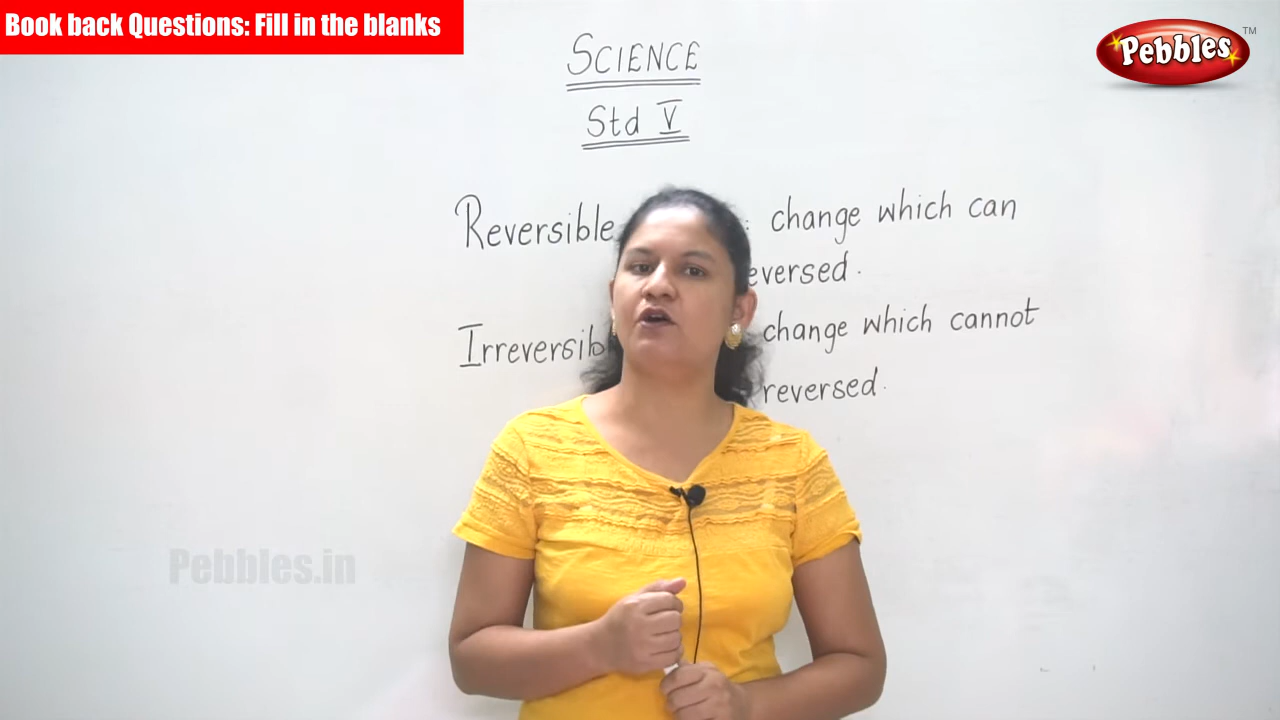 Book back Questions: Fill in the blanks
Pebbles TM
SCIENCE
Std V
Reversible : change which can
eversed.
Irreversib change which cannot
reversed.
Pebbles.in